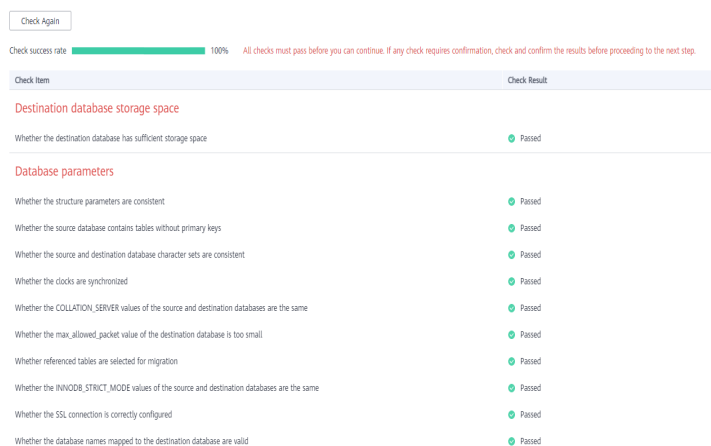 Check Again
Check success rate 100% All checks must pass before you can continue. If any check requires confirmation, check and confirm the results before proceeding to the next step.
Check Item Check Result
Destination database storage space
Whether the destination database has sufficient storage space Passed
Database parameters
Whether the structure parameters are consistent Passed
Whether the source database contains tables without primary keys Passed
Whether the source and destination database character sets are consistent Passed
Whether the clocks are synchronized Passed
Whether the COLLATION_SERVER values of the source and destination databases are the same Passed
Whether the max_allowed_packet value of the destination database is too small Passed
Whether referenced tables are selected for migration Passed
Whether the INNODB_STRICT_MODE values of the source and destination databases are the same Passed
Whether the SSL connection is correctly configured Passed
Whether the database names mapped to the destination database are valid Passed